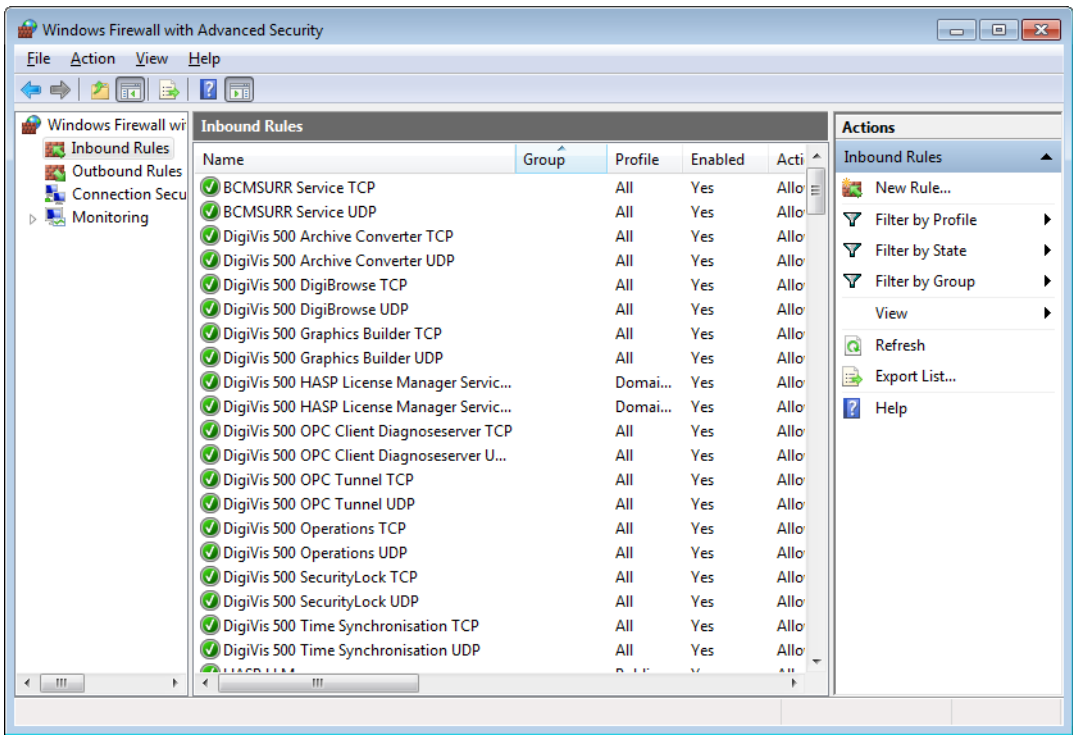 Windows Firewall with Advanced Security
File Action View Help
Windows Firewall wit
Inbound Rules
Outbound Rules
Connection Secu
Monitoring
Inbound Rules
Name Group Profile Enabled Acti
BCMSURR Service TCP All Yes Allo
BCMSURR Service UDP All Yes Allo
DigiVis 500 Archive Converter TCP All Yes Allo
DigiVis 500 Archive Converter UDP All Yes Allo
DigiVis 500 DigiBrowse TCP All Yes Allo
DigiVis 500 DigiBrowse UDP All Yes Allo
DigiVis 500 Graphics Builder TCP All Yes Allo
DigiVis 500 Graphics Builder UDP All Yes Allo
DigiVis 500 HASP License Manager Servic... Domai... Yes Allo
DigiVis 500 HASP License Manager Servic... Domai... Yes Allo
DigiVis 500 OPC Client Diagnoseserver TCP All Yes Allo
DigiVis 500 OPC Client Diagnoseserver U... All Yes Allo
DigiVis 500 OPC Tunnel TCP All Yes Allo
DigiVis 500 OPC Tunnel UDP All Yes Allo
DigiVis 500 Operations TCP All Yes Allo
DigiVis 500 Operations UDP All Yes Allo
DigiVis 500 SecurityLock TCP All Yes Allo
DigiVis 500 SecurityLock UDP All Yes Allo
DigiVis 500 Time Synchronisation TCP All Yes Allo
DigiVis 500 Time Synchronisation UDP All Yes Allo
Actions
Inbound Rules
New Rule...
Filter by Profile
Filter by State
Filter by Group
View
Refresh
Export List...
Help